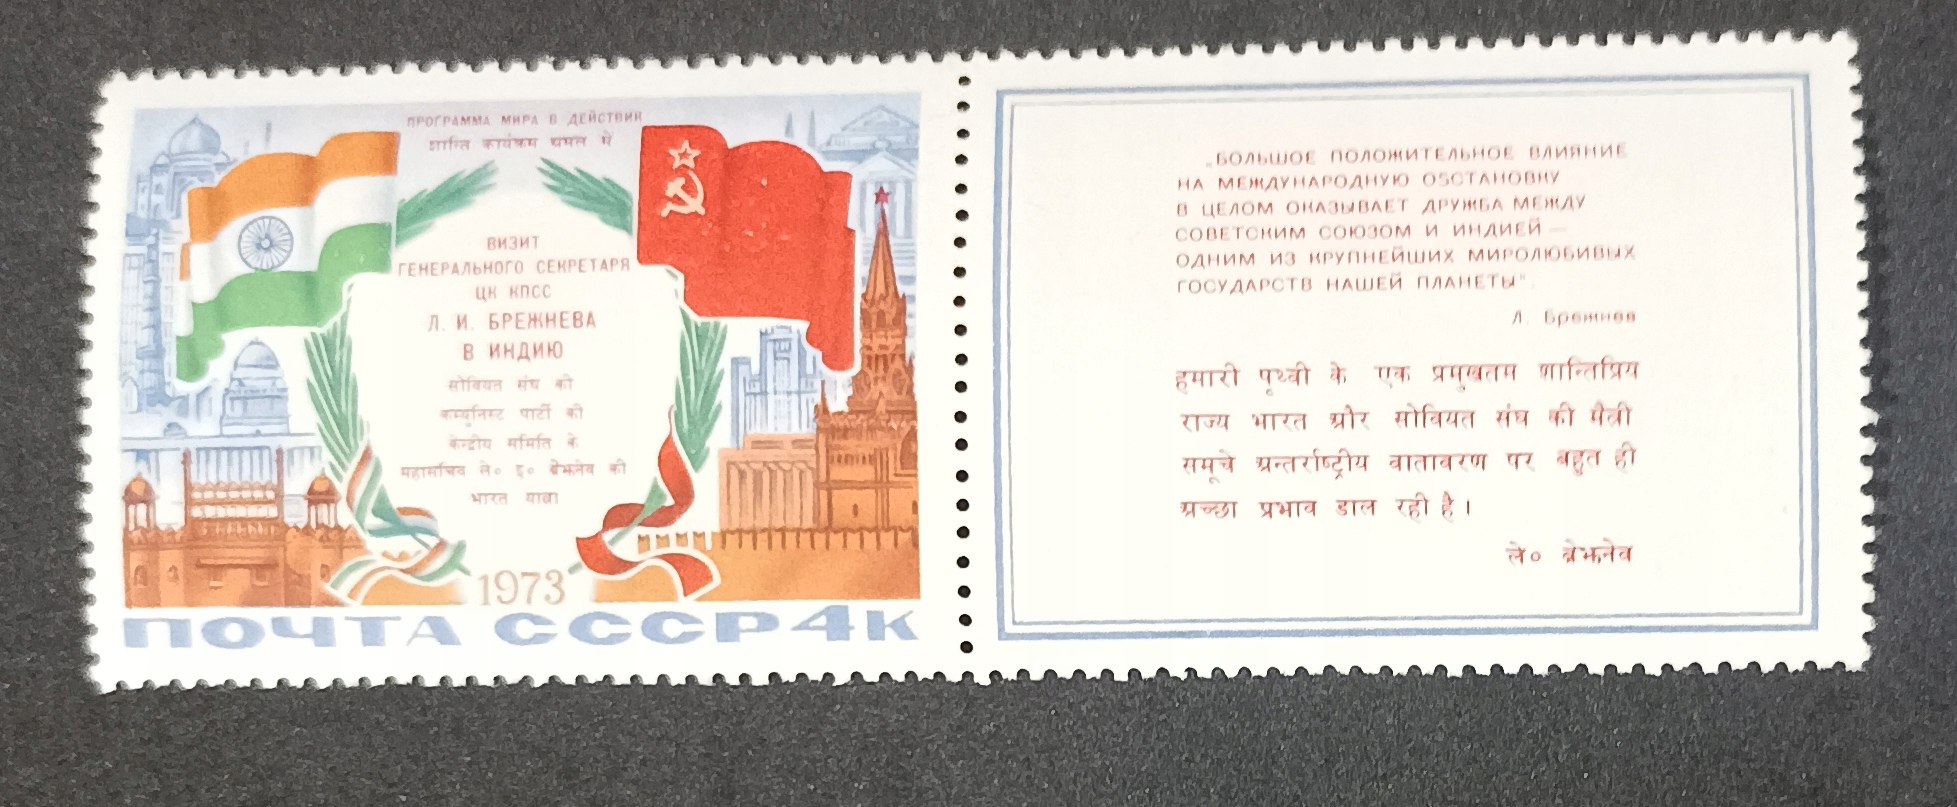 ПРОГРАММА МИРА В ДЕЙСТВИИ
शान्ति कार्यक्रम अमल में
ВИЗИТ
ГЕНЕРАЛЬНОГО СЕКРЕТАРЯ
ЦК КПСС
Л. И. БРЕЖНЕВА
В ИНДИЮ
सोवियत संघ की
कम्युनिस्ट पार्टी की
केन्द्रीय समिति के
महासचिव ले० इ० ब्रेझनेव की
भारत यात्रा
1973
ПОЧТА СССР 4К
„БОЛЬШОЕ ПОЛОЖИТЕЛЬНОЕ ВЛИЯНИЕ
НА МЕЖДУНАРОДНУЮ ОБСТАНОВКУ
В ЦЕЛОМ ОКАЗЫВАЕТ ДРУЖБА МЕЖДУ
СОВЕТСКИМ СОЮЗОМ И ИНДИЕЙ —
ОДНИМ ИЗ КРУПНЕЙШИХ МИРОЛЮБИВЫХ
ГОСУДАРСТВ НАШЕЙ ПЛАНЕТЫ".
Л. Брежнев
हमारी पृथ्वी के एक प्रमुखतम शान्तिप्रिय
राज्य भारत और सोवियत संघ की मैत्री
समूचे अन्तर्राष्ट्रीय वातावरण पर बहुत ही
अच्छा प्रभाव डाल रही है।
ले० ब्रेझनेव